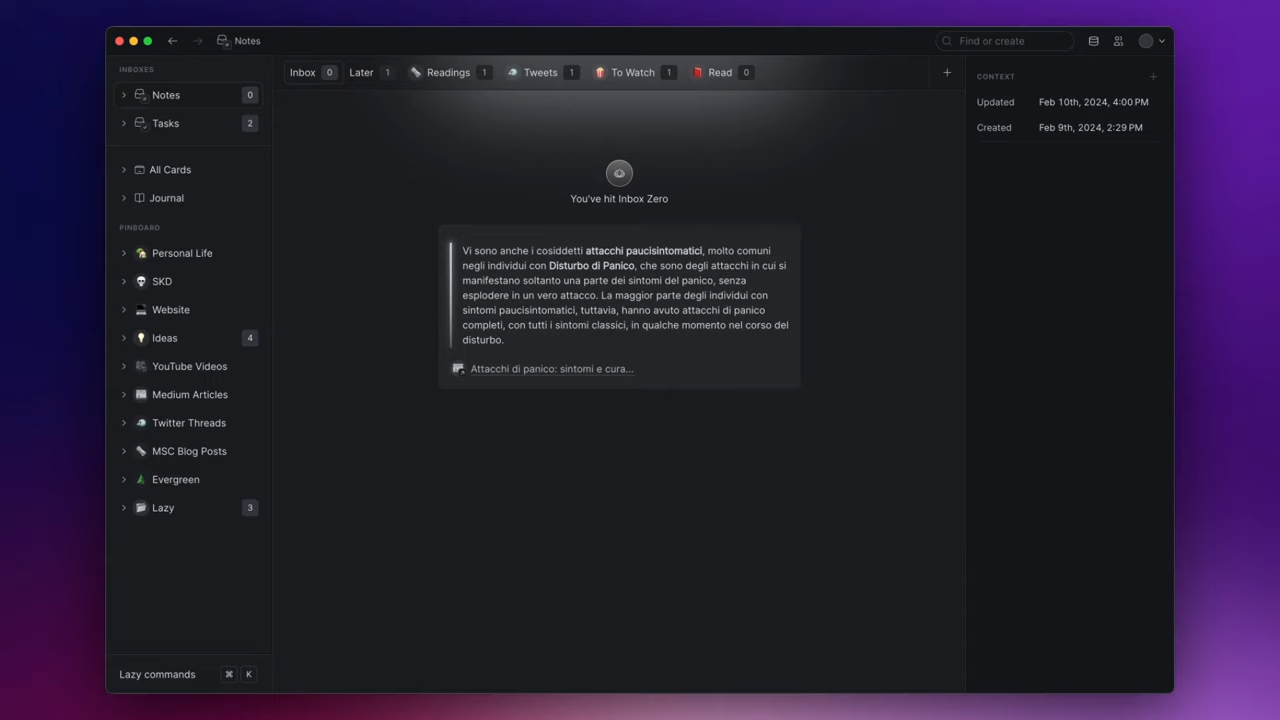 Notes
Find or create
INBOXES
Notes 0
Tasks 2
All Cards
Journal
PINBOARD
Personal Life
SKD
Website
Ideas 4
YouTube Videos
Medium Articles
Twitter Threads
MSC Blog Posts
Evergreen
Lazy 3
Lazy commands ⌘ K
Inbox 0 Later 1 Readings 1 Tweets 1 To Watch 1 Read 0
You've hit Inbox Zero
Vi sono anche i cosiddetti attacchi paucisintomatici, molto comuni
negli individui con Disturbo di Panico, che sono degli attacchi in cui si
manifestano soltanto una parte dei sintomi del panico, senza
esplodere in un vero attacco. La maggior parte degli individui con
sintomi paucisintomatici, tuttavia, hanno avuto attacchi di panico
completi, con tutti i sintomi classici, in qualche momento nel corso del
disturbo.
Attacchi di panico: sintomi e cura...
CONTEXT
Updated Feb 10th, 2024, 4:00 PM
Created Feb 9th, 2024, 2:29 PM